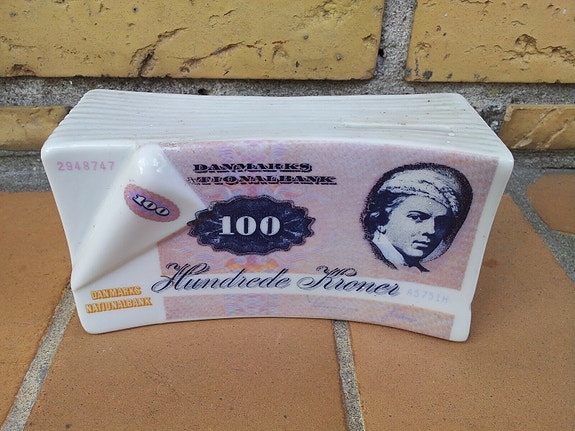 2948747
DANMARKS
NATIONALBANK
100
100
Hundrede Kroner
DANMARKS
NATIONALBANK